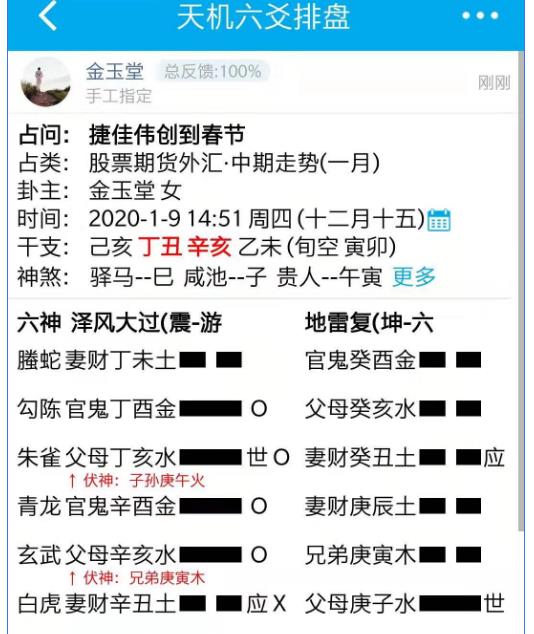 天机六爻排盘
金玉堂 总反馈:100%
手工指定
刚刚
占问: 捷佳伟创到春节
占类: 股票期货外汇·中期走势(一月)
卦主: 金玉堂 女
时间: 2020-1-9 14:51 周四 (十二月十五)
干支: 己亥 丁丑 辛亥 乙未 (旬空 寅卯)
神煞: 驿马--巳 咸池--子 贵人--午寅 更多
六神 泽风大过(震-游 地雷复(坤-六
螣蛇 妻财丁未土 官鬼癸酉金
勾陈 官鬼丁酉金 O 父母癸亥水
朱雀 父母丁亥水 世 O 妻财癸丑土 应
↑ 伏神: 子孙庚午火
青龙 官鬼辛酉金 O 妻财庚辰土
玄武 父母辛亥水 O 兄弟庚寅木
↑ 伏神: 兄弟庚寅木
白虎 妻财辛丑土 应 X 父母庚子水 世